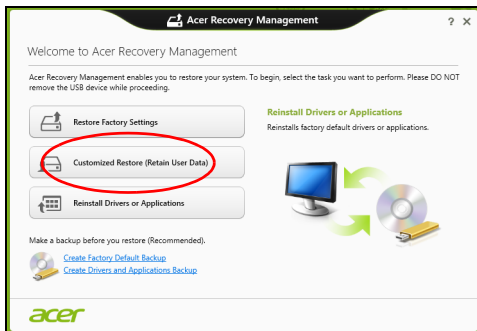 Acer Recovery Management
? X
Welcome to Acer Recovery Management
Acer Recovery Management enables you to restore your system. To begin, select the task you want to perform. Please DO NOT
remove the USB device while proceeding.
Restore Factory Settings
Customized Restore (Retain User Data)
Reinstall Drivers or Applications
Reinstall Drivers or Applications
Reinstalls factory default drivers or applications.
Make a backup before you restore (Recommended).
Create Factory Default Backup
Create Drivers and Applications Backup
acer